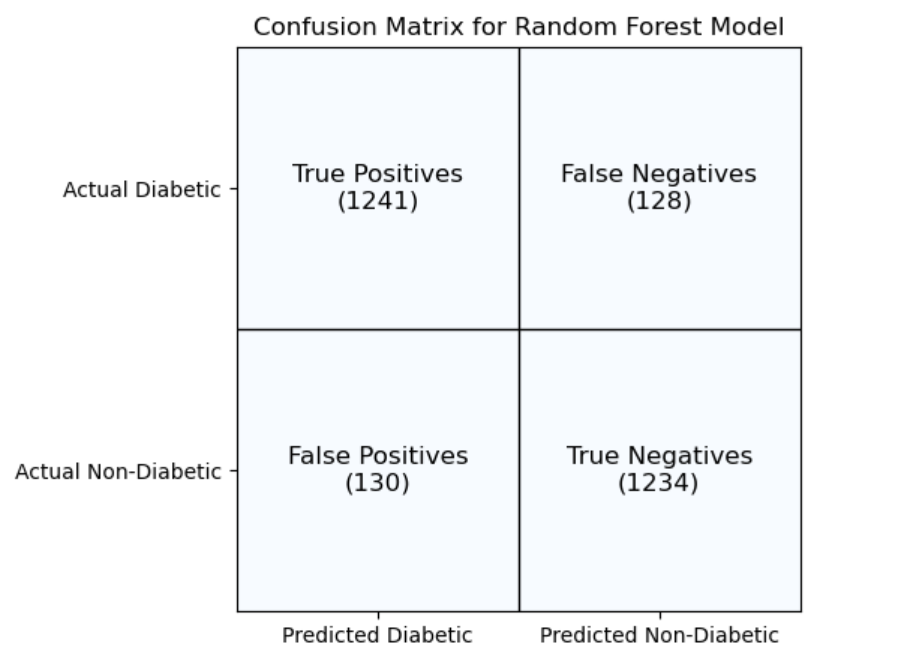 Confusion Matrix for Random Forest Model
Actual Diabetic
True Positives
(1241)
False Negatives
(128)
Actual Non-Diabetic
False Positives
(130)
True Negatives
(1234)
Predicted Diabetic
Predicted Non-Diabetic